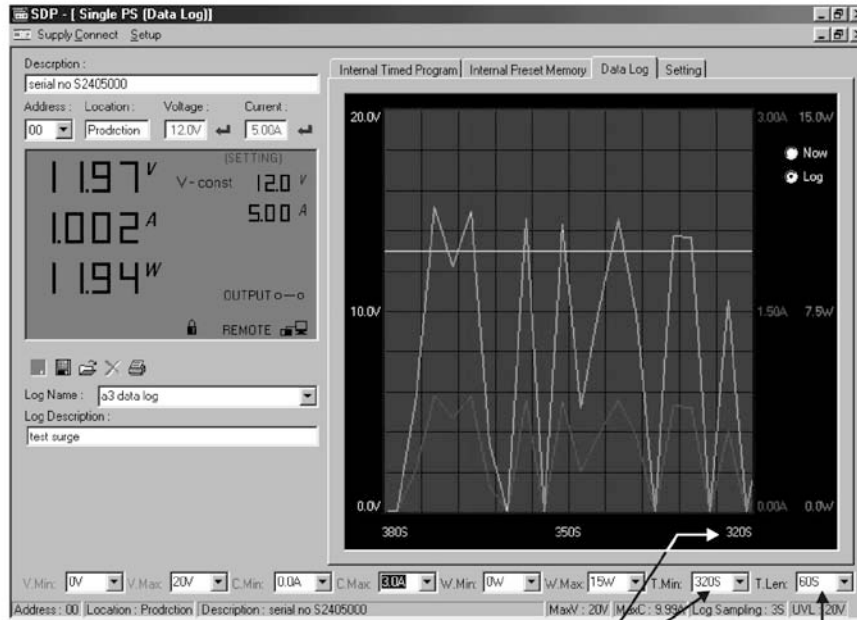 SDP - [ Single PS (Data Log)]
Supply Connect Setup
Descrption :
serial no S2405000
Address : Location : Voltage : Current :
00 Prodrction 12.0V 5.00A
(SETTING)
11.97 V V-const 12.0 V
5.00 A
1.002 A
11.94 W
OUTPUT
REMOTE
Log Name : a3 data log
Log Description :
test surge
Internal Timed Program Internal Preset Memory Data Log Setting
20.0V 3.00A 15.0W
Now
Log
10.0V 1.50A 7.5W
0.0V 0.00A 0.0W
380S 350S 320S
V.Min: 0V V.Max: 20V C.Min: 0.0A C.Max: 3.0A W.Min: 0W W.Max: 15W T.Min: 320S T.Len: 60S
Address : 00 Location : Prodrction Description : serial no S2405000 MaxV : 20V MaxC : 9.99A Log Sampling : 3S UVL : 20V